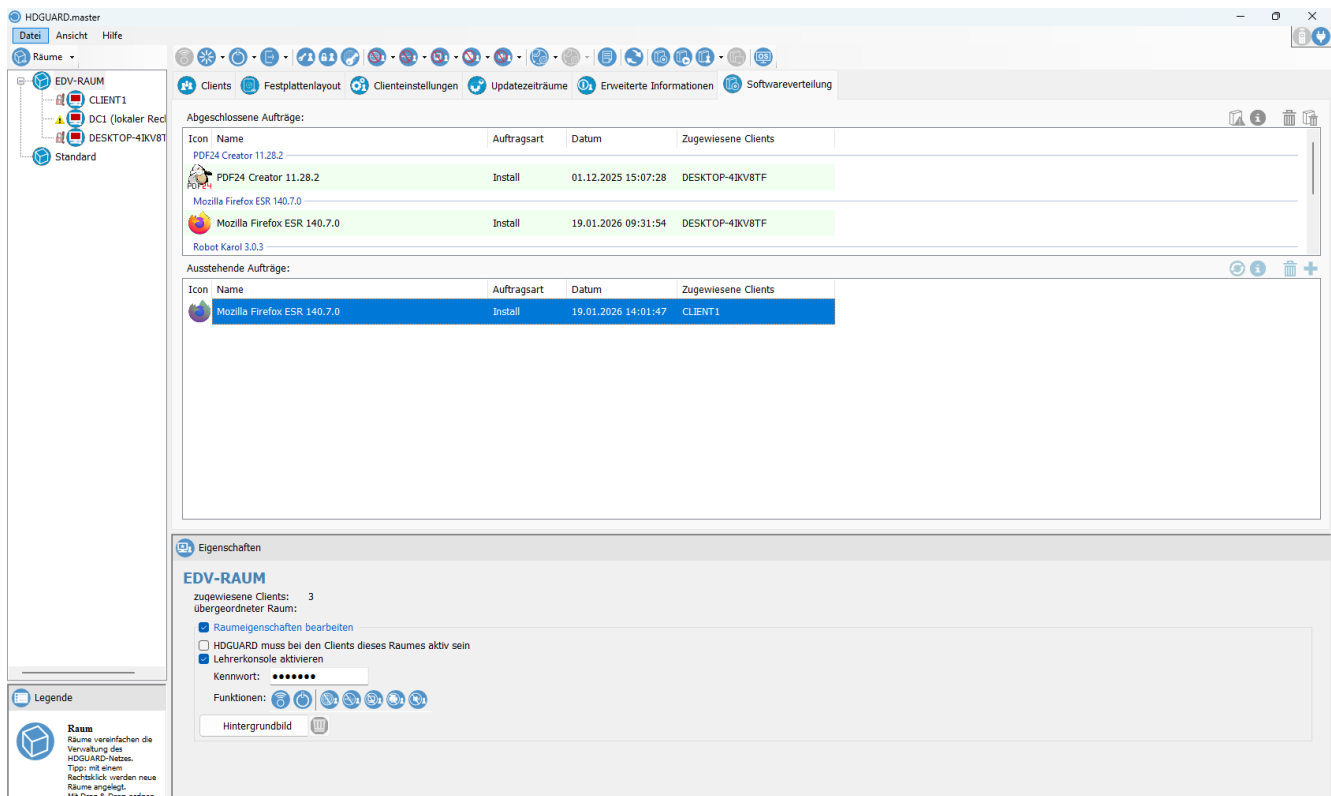 HDGUARD.master
Datei Ansicht Hilfe
Räume
EDV-RAUM
CLIENT1
DC1 (lokaler Recl
DESKTOP-4IKV8T
Standard
Clients Festplattenlayout Clienteinstellungen Updatezeiträume Erweiterte Informationen Softwareverteilung
Abgeschlossene Aufträge:
Icon Name Auftragsart Datum Zugewiesene Clients
PDF24 Creator 11.28.2
PDF24 Creator 11.28.2 Install 01.12.2025 15:07:28 DESKTOP-4IKV8TF
PDF24
Mozilla Firefox ESR 140.7.0
Mozilla Firefox ESR 140.7.0 Install 19.01.2026 09:31:54 DESKTOP-4IKV8TF
Robot Karol 3.0.3
Ausstehende Aufträge:
Icon Name Auftragsart Datum Zugewiesene Clients
Mozilla Firefox ESR 140.7.0 Install 19.01.2026 14:01:47 CLIENT1
Eigenschaften
EDV-RAUM
zugewiesene Clients: 3
übergeordneter Raum:
Raumeigenschaften bearbeiten
HDGUARD muss bei den Clients dieses Raumes aktiv sein
Lehrerkonsole aktivieren
Kennwort: •••••••
Funktionen:
Hintergrundbild
Legende
Raum
Räume vereinfachen die
Verwaltung des
HDGUARD-Netzes.
Tipp: mit einem
Rechtsklick werden neue
Räume angelegt.
Mit Drag & Drop ordnen